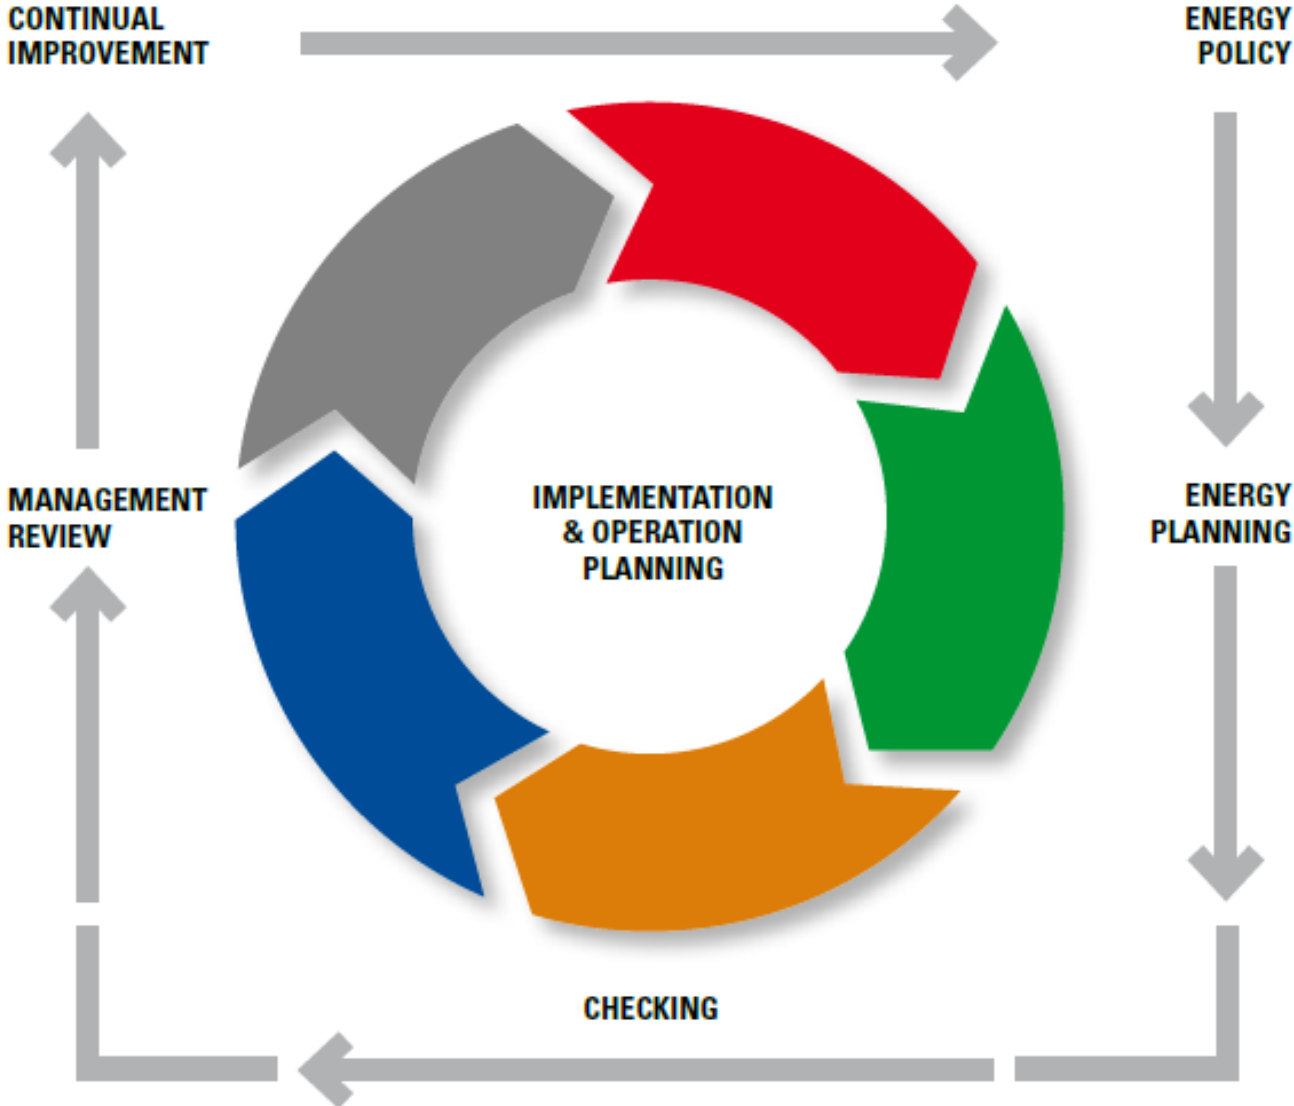 CONTINUAL
IMPROVEMENT
ENERGY
POLICY
MANAGEMENT
REVIEW
IMPLEMENTATION
& OPERATION
PLANNING
ENERGY
PLANNING
CHECKING